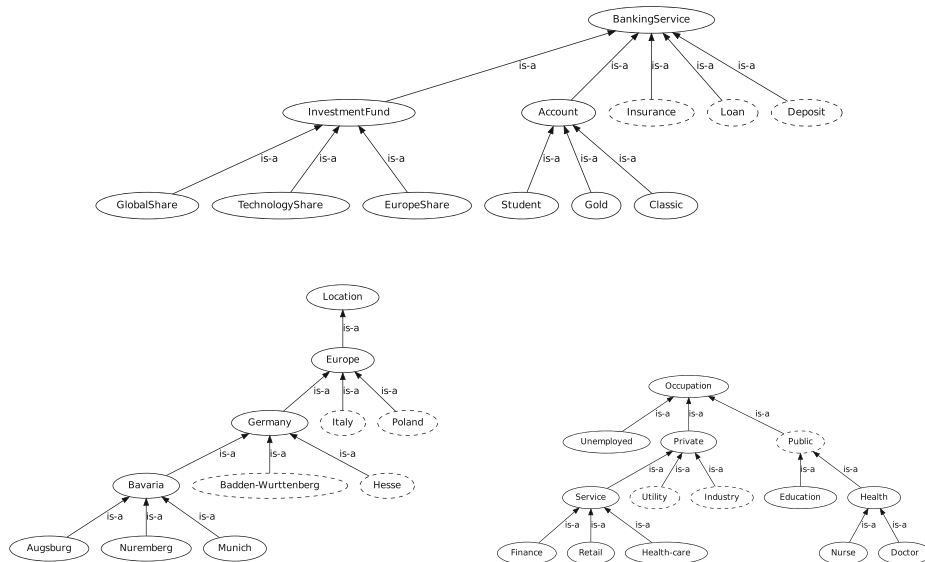 BankingService
is-a is-a is-a is-a is-a
InvestmentFund Account Insurance Loan Deposit
is-a is-a is-a is-a is-a is-a
GlobalShare TechnologyShare EuropeShare Student Gold Classic
Location
is-a
Europe
is-a is-a is-a
Germany Italy Poland
is-a is-a is-a
Bavaria Badden-Wurttenberg Hesse
is-a is-a is-a
Augsburg Nuremberg Munich
Occupation
is-a is-a is-a
Unemployed Private Public
is-a is-a is-a is-a is-a
Service Utility Industry Education Health
is-a is-a is-a is-a is-a
Finance Retail Health-care Nurse Doctor